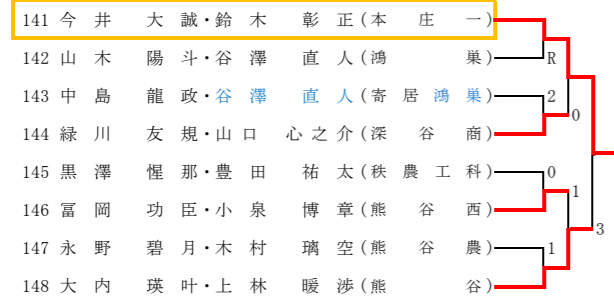 141 今井 大誠・鈴木 彰正(本庄一)
142 山木 陽斗・谷澤 直人(鴻巣) R
143 中島 龍政・谷澤 直人(寄居鴻巣) 2
0
144 緑川 友規・山口 心之介(深谷商)
145 黒澤 惺那・豊田 祐太(秩農工科) 0
1
146 冨岡 功臣・小泉 博章(熊谷西)
3
147 永野 碧月・木村 璃空(熊谷農) 1
148 大内 瑛叶・上林 暖渉(熊谷)